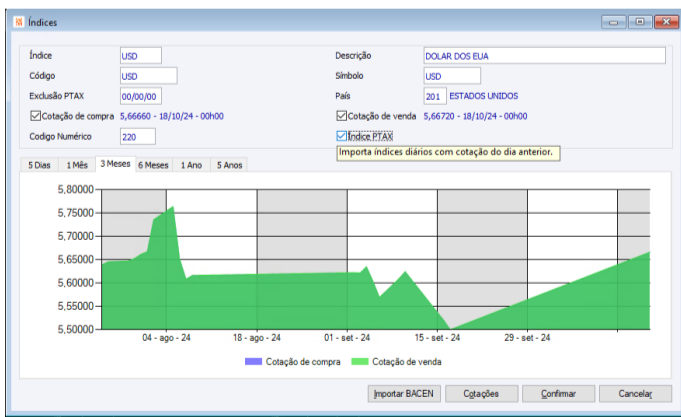 Índices
Índice USD Descrição DOLAR DOS EUA
Código USD Símbolo USD
Exclusão PTAX 00/00/00 País 201 ESTADOS UNIDOS
Cotação de compra 5,66660 - 18/10/24 - 00h00 Cotação de venda 5,66720 - 18/10/24 - 00h00
Codigo Numérico 220 Índice PTAX
Importa índices diários com cotação do dia anterior.
5 Dias 1 Mês 3 Meses 6 Meses 1 Ano 5 Anos
5,80000
5,75000
5,70000
5,65000
5,60000
5,55000
5,50000
04 - ago - 24 18 - ago - 24 01 - set - 24 15 - set - 24 29 - set - 24
Cotação de compra Cotação de venda
Importar BACEN Cotações Confirmar Cancelar